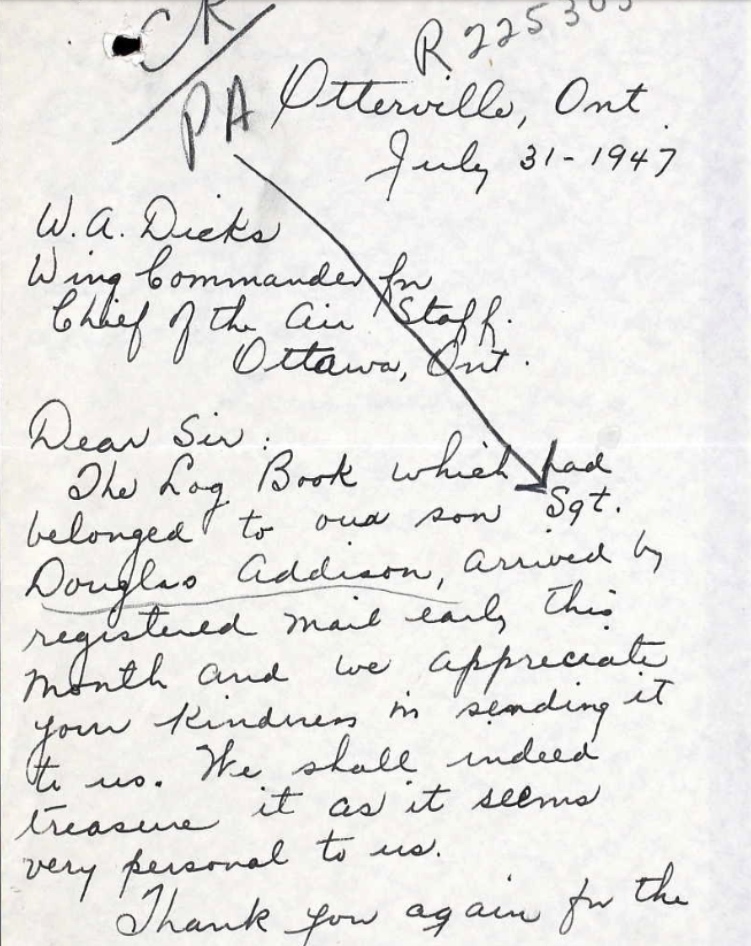 CK
R 225303
PA
Otterville, Ont.
July 31-1947
W. A. Dicks
Wing Commander for
Chief of the Air Staff.
Ottawa, Ont.
Dear Sir:
The Log Book which had
belonged to our son Sgt.
Douglas Addison, arrived by
registered mail early this
month and we appreciate
your kindness in sending it
to us. We shall indeed
treasure it as it seems
very personal to us.
Thank you again for the